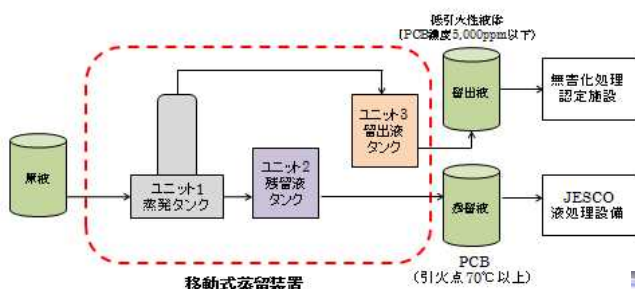 低引火性液体
(PCB濃度5,000ppm以下)
留出液
無害化処理
認定施設
ユニット3
留出液
タンク
原液
ユニット1
蒸発タンク
ユニット2
残留液
タンク
残留液
JESCO
液処理設備
PCB
(引火点70℃以上)
移動式蒸留装置